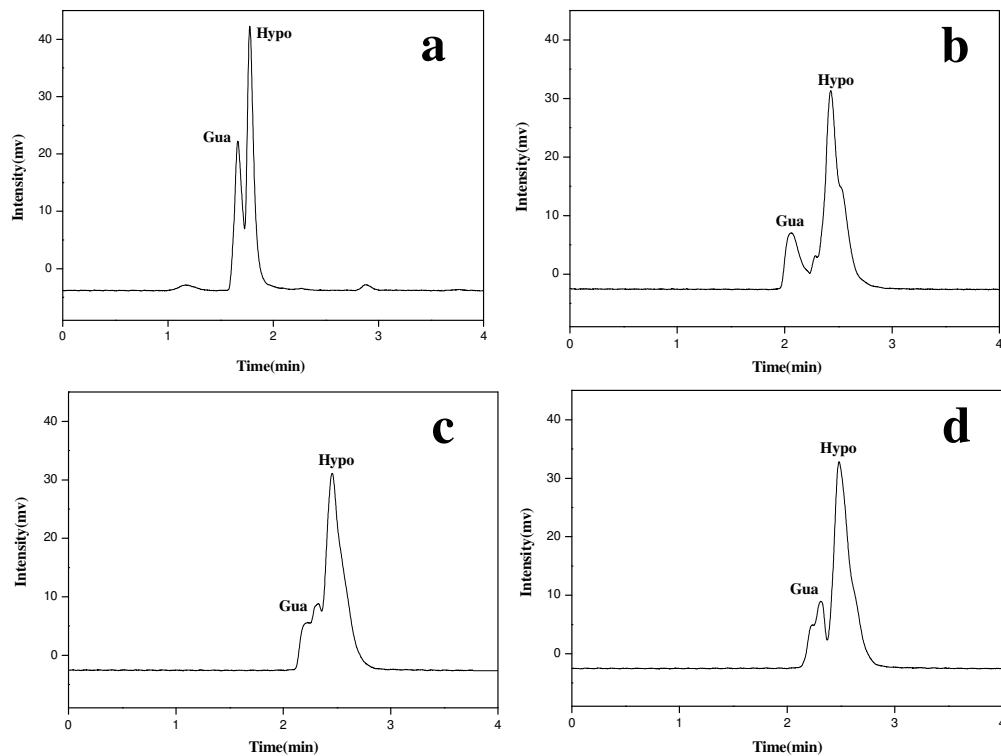 a
Hypo
Gua
Intensity(mv)
40
30
20
10
0
0
1
2
3
4
Time(min)
b
Hypo
Gua
Intensity(mv)
40
30
20
10
0
0
1
2
3
4
Time(min)
c
Hypo
Gua
Intensity(mv)
40
30
20
10
0
0
1
2
3
4
Time(min)
d
Hypo
Gua
Intensity(mv)
40
30
20
10
0
0
1
2
3
4
Time(min)